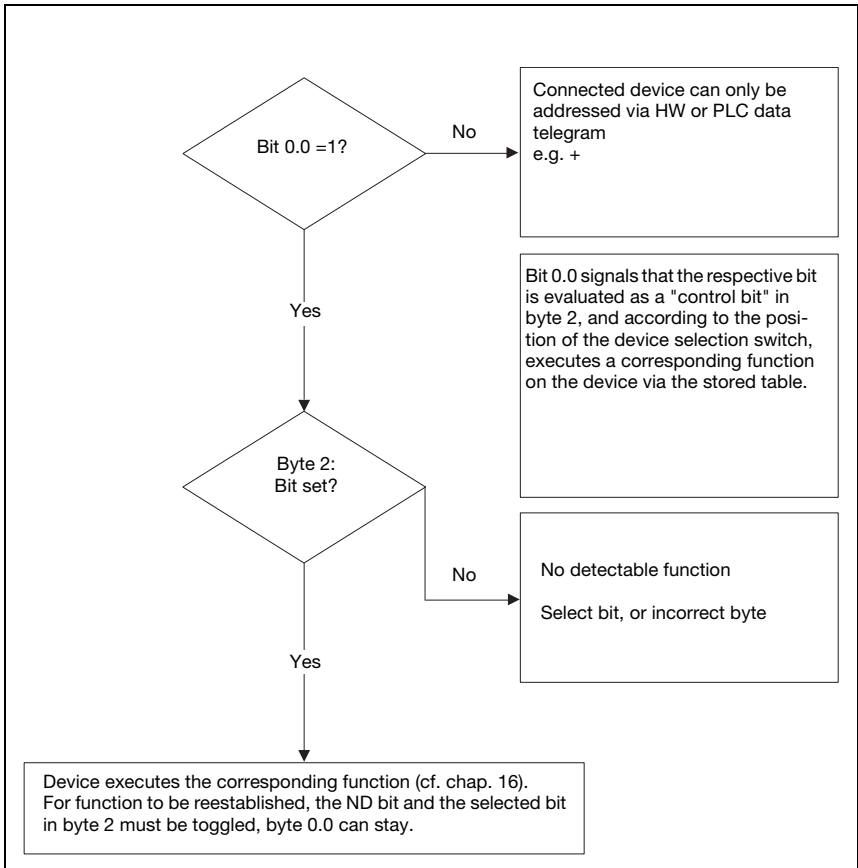 Bit 0.0 =1?
No
Connected device can only be
addressed via HW or PLC data
telegram
e.g. +
Yes
Bit 0.0 signals that the respective bit
is evaluated as a "control bit" in
byte 2, and according to the posi-
tion of the device selection switch,
executes a corresponding function
on the device via the stored table.
Byte 2:
Bit set?
No
No detectable function
Select bit, or incorrect byte
Yes
Device executes the corresponding function (cf. chap. 16).
For function to be reestablished, the ND bit and the selected bit
in byte 2 must be toggled, byte 0.0 can stay.